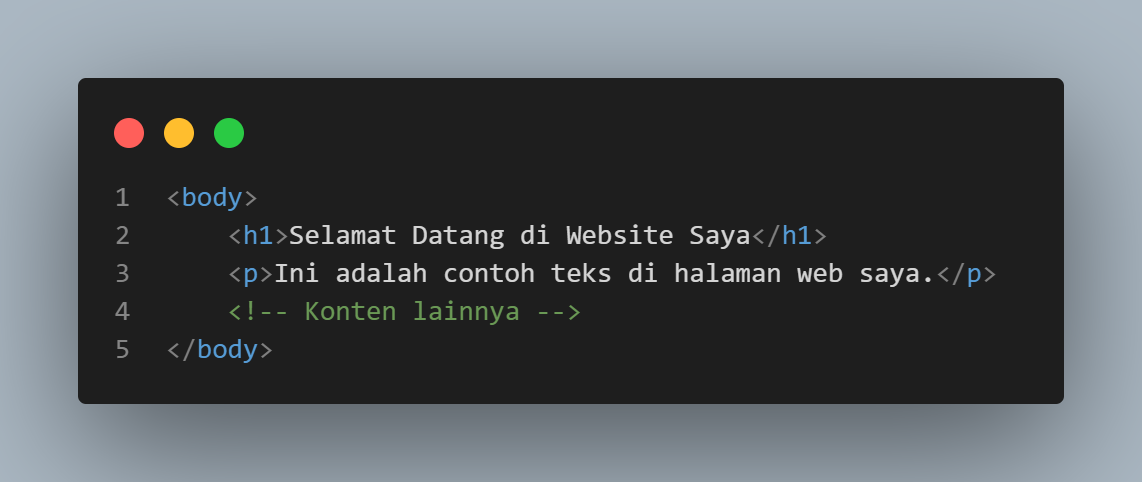 1 <body>
2     <h1>Selamat Datang di Website Saya</h1>
3     <p>Ini adalah contoh teks di halaman web saya.</p>
4     <!-- Konten lainnya -->
5 </body>